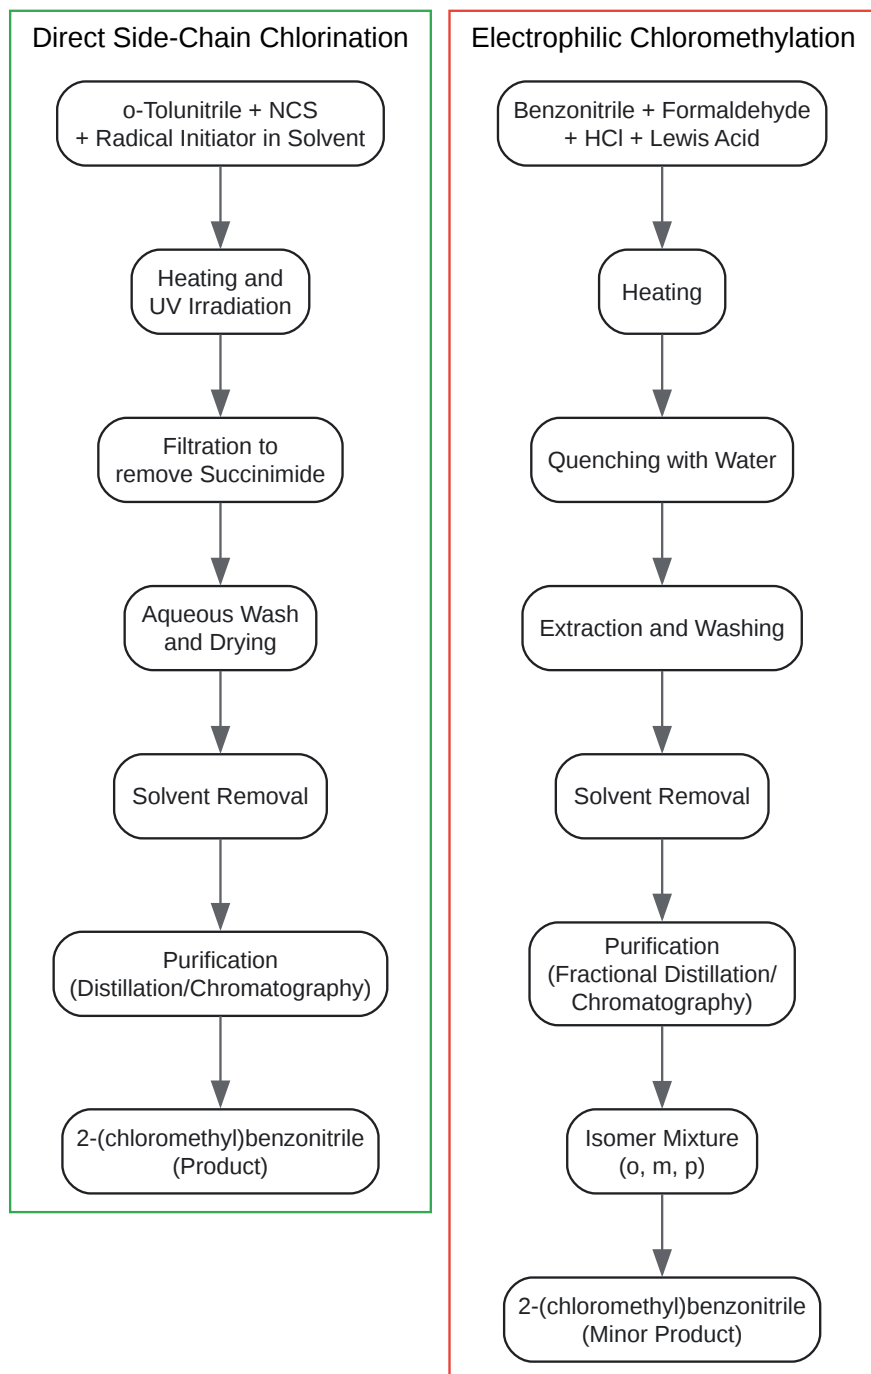 Direct Side-Chain Chlorination
o-Tolunitrile + NCS
+ Radical Initiator in Solvent
Heating and
UV Irradiation
Filtration to
remove Succinimide
Aqueous Wash
and Drying
Solvent Removal
Purification
(Distillation/Chromatography)
2-(chloromethyl)benzonitrile
(Product)
Electrophilic Chloromethylation
Benzonitrile + Formaldehyde
+ HCl + Lewis Acid
Heating
Quenching with Water
Extraction and Washing
Solvent Removal
Purification
(Fractional Distillation/
Chromatography)
Isomer Mixture
(o, m, p)
2-(chloromethyl)benzonitrile
(Minor Product)